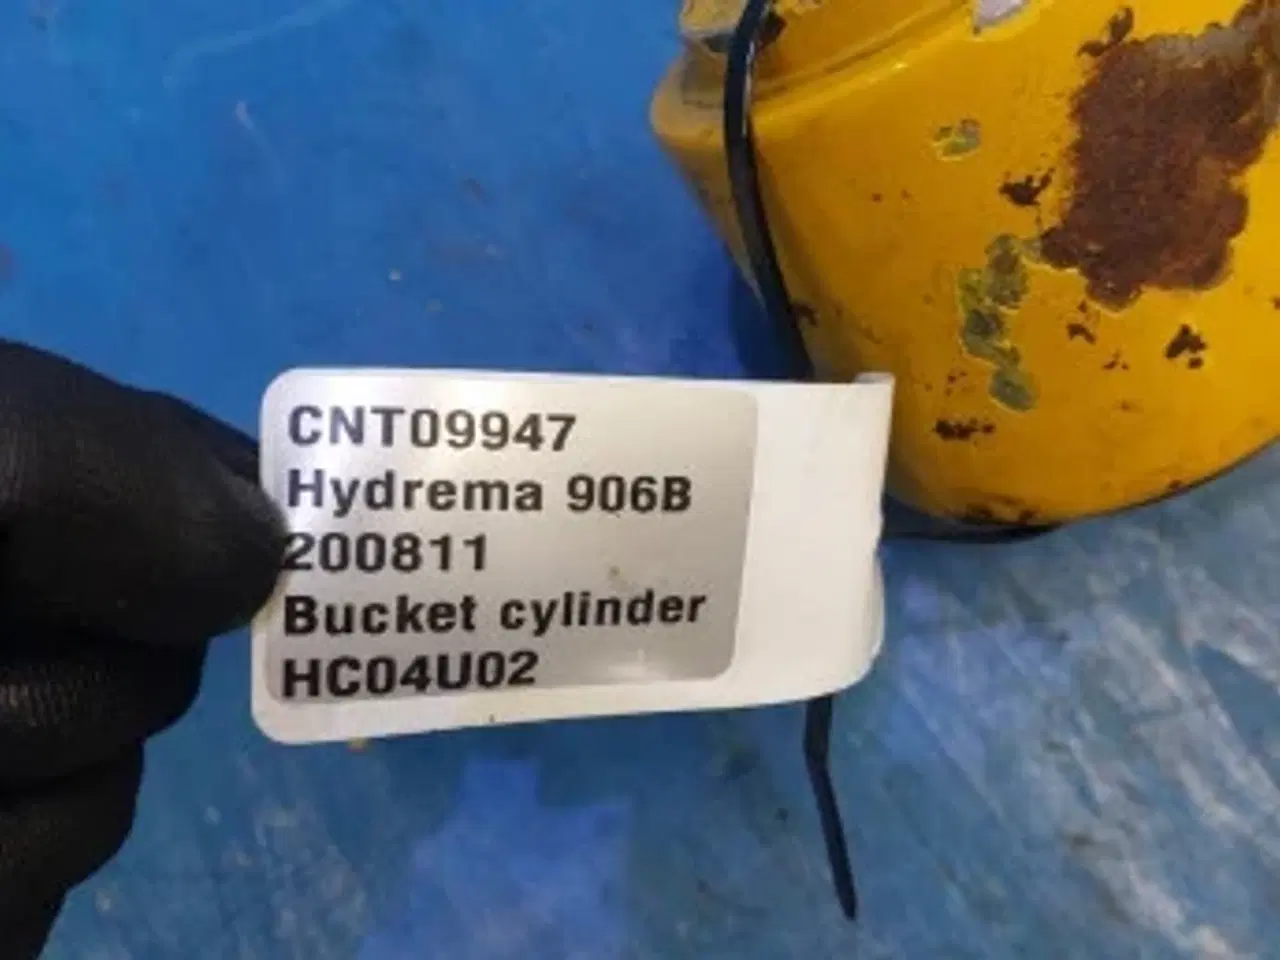 CNT09947
Hydrema 906B
200811
Bucket cylinder
HC04U02